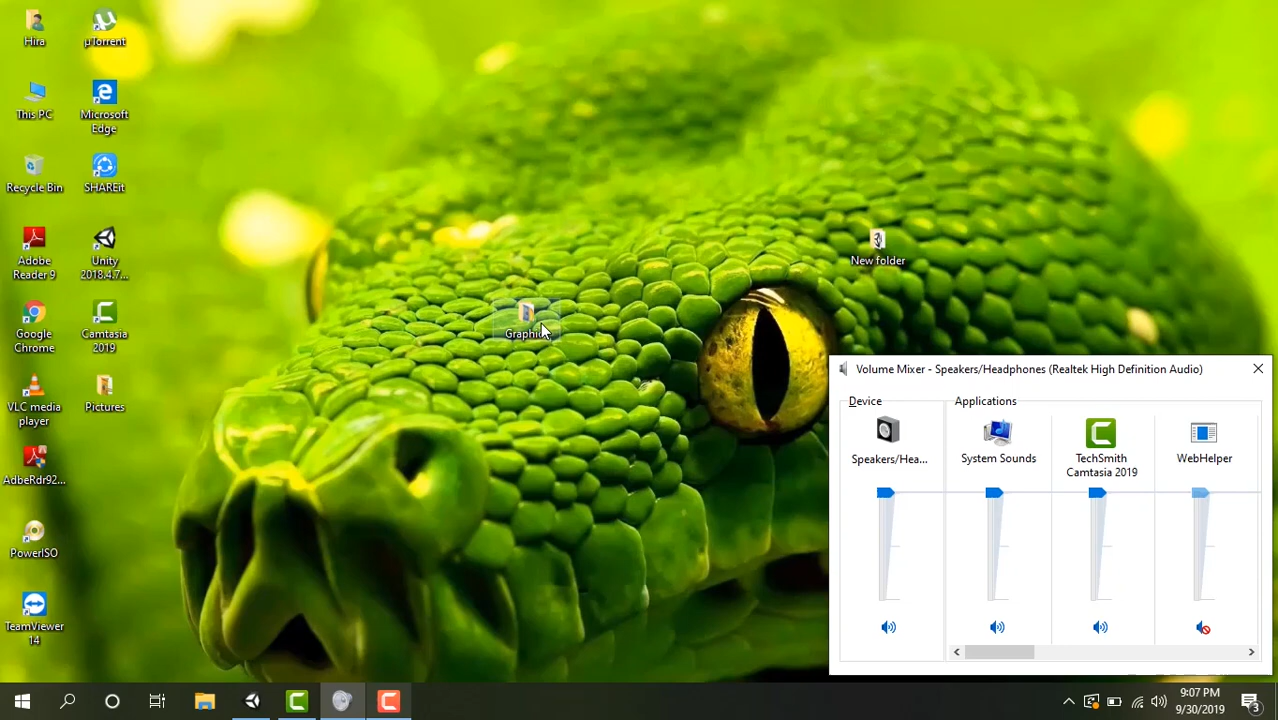 Hira
µTorrent
This PC
Microsoft
Edge
Recycle Bin
SHAREit
Adobe
Reader 9
Unity
2018.4.7...
Google
Chrome
Camtasia
2019
VLC media
player
Pictures
AdbeRdr92...
PowerISO
TeamViewer
14
New folder
Volume Mixer - Speakers/Headphones (Realtek High Definition Audio)
Device
Applications
Speakers/Hea...
System Sounds
TechSmith
Camtasia 2019
WebHelper
9:07 PM
9/30/2019
3